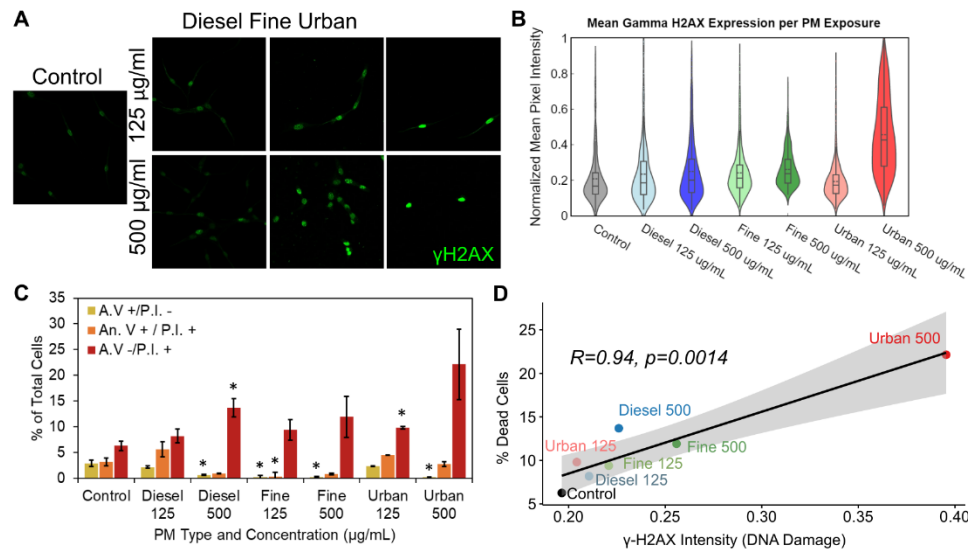 A
Diesel Fine Urban
Control
125 µg/ml
500 µg/ml
γH2AX
B
Mean Gamma H2AX Expression per PM Exposure
Normalized Mean Pixel Intensity
1
0.8
0.6
0.4
0.2
0
Control
Diesel 125 ug/mL
Diesel 500 ug/mL
Fine 125 ug/mL
Fine 500 ug/mL
Urban 125 ug/mL
Urban 500 ug/mL
C
% of Total Cells
35
30
25
20
15
10
5
0
A.V +/P.I. -
An. V + / P.I. +
A.V -/P.I. +
* * * * * * * *
Control Diesel Diesel Fine Fine Urban Urban
125 500 125 500 125 500
PM Type and Concentration (µg/mL)
D
% Dead Cells
25
20
15
10
5
R=0.94, p=0.0014
Urban 500
Diesel 500
Fine 500
Urban 125
Fine 125
Diesel 125
Control
0.20 0.25 0.30 0.35 0.40
γ-H2AX Intensity (DNA Damage)